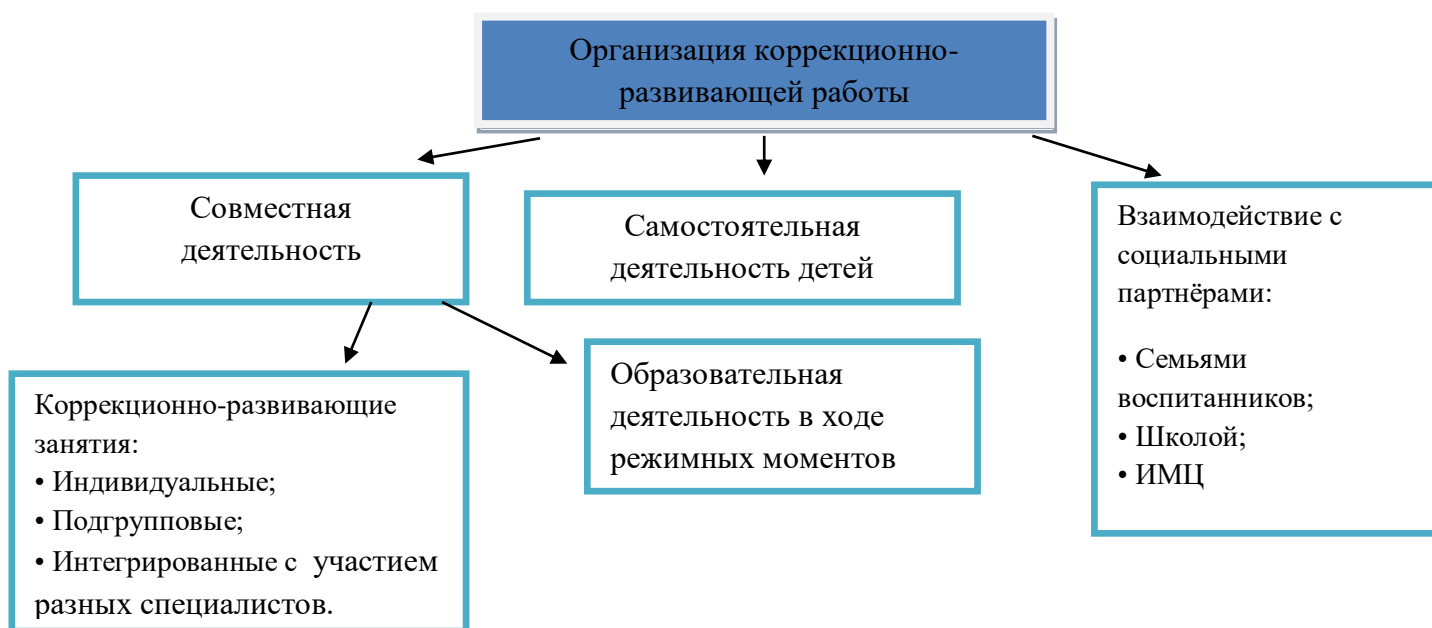 Организация коррекционно-
развивающей работы
Совместная
деятельность
Самостоятельная
деятельность детей
Взаимодействие с
социальными
партнёрами:
• Семьями
воспитанников;
• Школой;
• ИМЦ
Коррекционно-развивающие
занятия:
• Индивидуальные;
• Подгрупповые;
• Интегрированные с участием
разных специалистов.
Образовательная
деятельность в ходе
режимных моментов